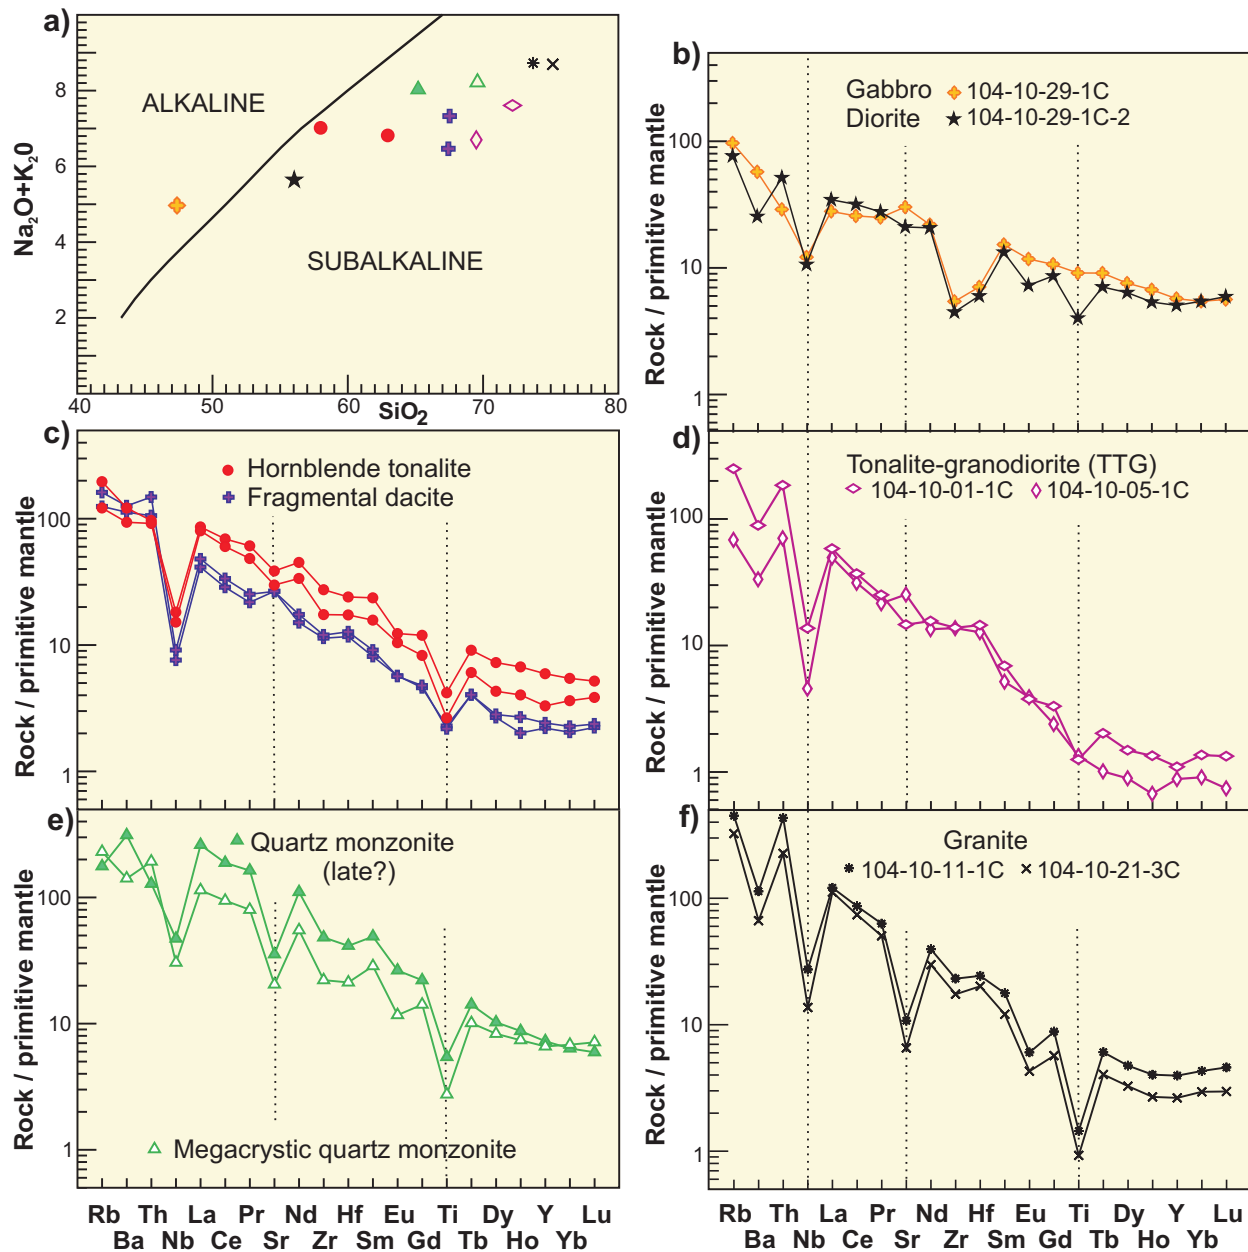 a)
ALKALINE
SUBALKALINE
Na2O+K20
8
6
4
2
40 50 60 70 80
SiO2
b)
Gabbro 104-10-29-1C
Diorite 104-10-29-1C-2
Rock / primitive mantle
100
10
1
c)
Hornblende tonalite
Fragmental dacite
Rock / primitive mantle
100
10
1
d)
Tonalite-granodiorite (TTG)
104-10-01-1C 104-10-05-1C
Rock / primitive mantle
100
10
1
e)
Quartz monzonite
(late?)
Megacrystic quartz monzonite
Rock / primitive mantle
100
10
1
Rb Th La Pr Nd Hf Eu Ti Dy Y Lu
Ba Nb Ce Sr Zr Sm Gd Tb Ho Yb
f)
Granite
104-10-11-1C 104-10-21-3C
Rock / primitive mantle
100
10
1
Rb Th La Pr Nd Hf Eu Ti Dy Y Lu
Ba Nb Ce Sr Zr Sm Gd Tb Ho Yb